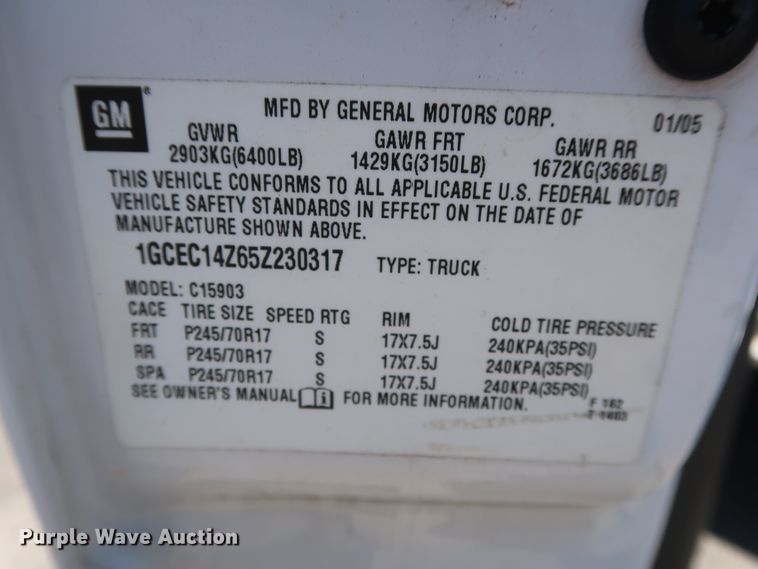 GM®
MFD BY GENERAL MOTORS CORP. 01/05
GVWR GAWR FRT GAWR RR
2903KG(6400LB) 1429KG(3150LB) 1672KG(3686LB)
THIS VEHICLE CONFORMS TO ALL APPLICABLE U.S. FEDERAL MOTOR
VEHICLE SAFETY STANDARDS IN EFFECT ON THE DATE OF
MANUFACTURE SHOWN ABOVE.
1GCEC14Z65Z230317 TYPE: TRUCK
MODEL: C15903
CACE TIRE SIZE SPEED RTG RIM COLD TIRE PRESSURE
FRT P245/70R17 S 17X7.5J 240KPA(35PSI)
RR P245/70R17 S 17X7.5J 240KPA(35PSI)
SPA P245/70R17 S 17X7.5J 240KPA(35PSI)
SEE OWNER'S MANUAL FOR MORE INFORMATION. F 162
Purple Wave Auction